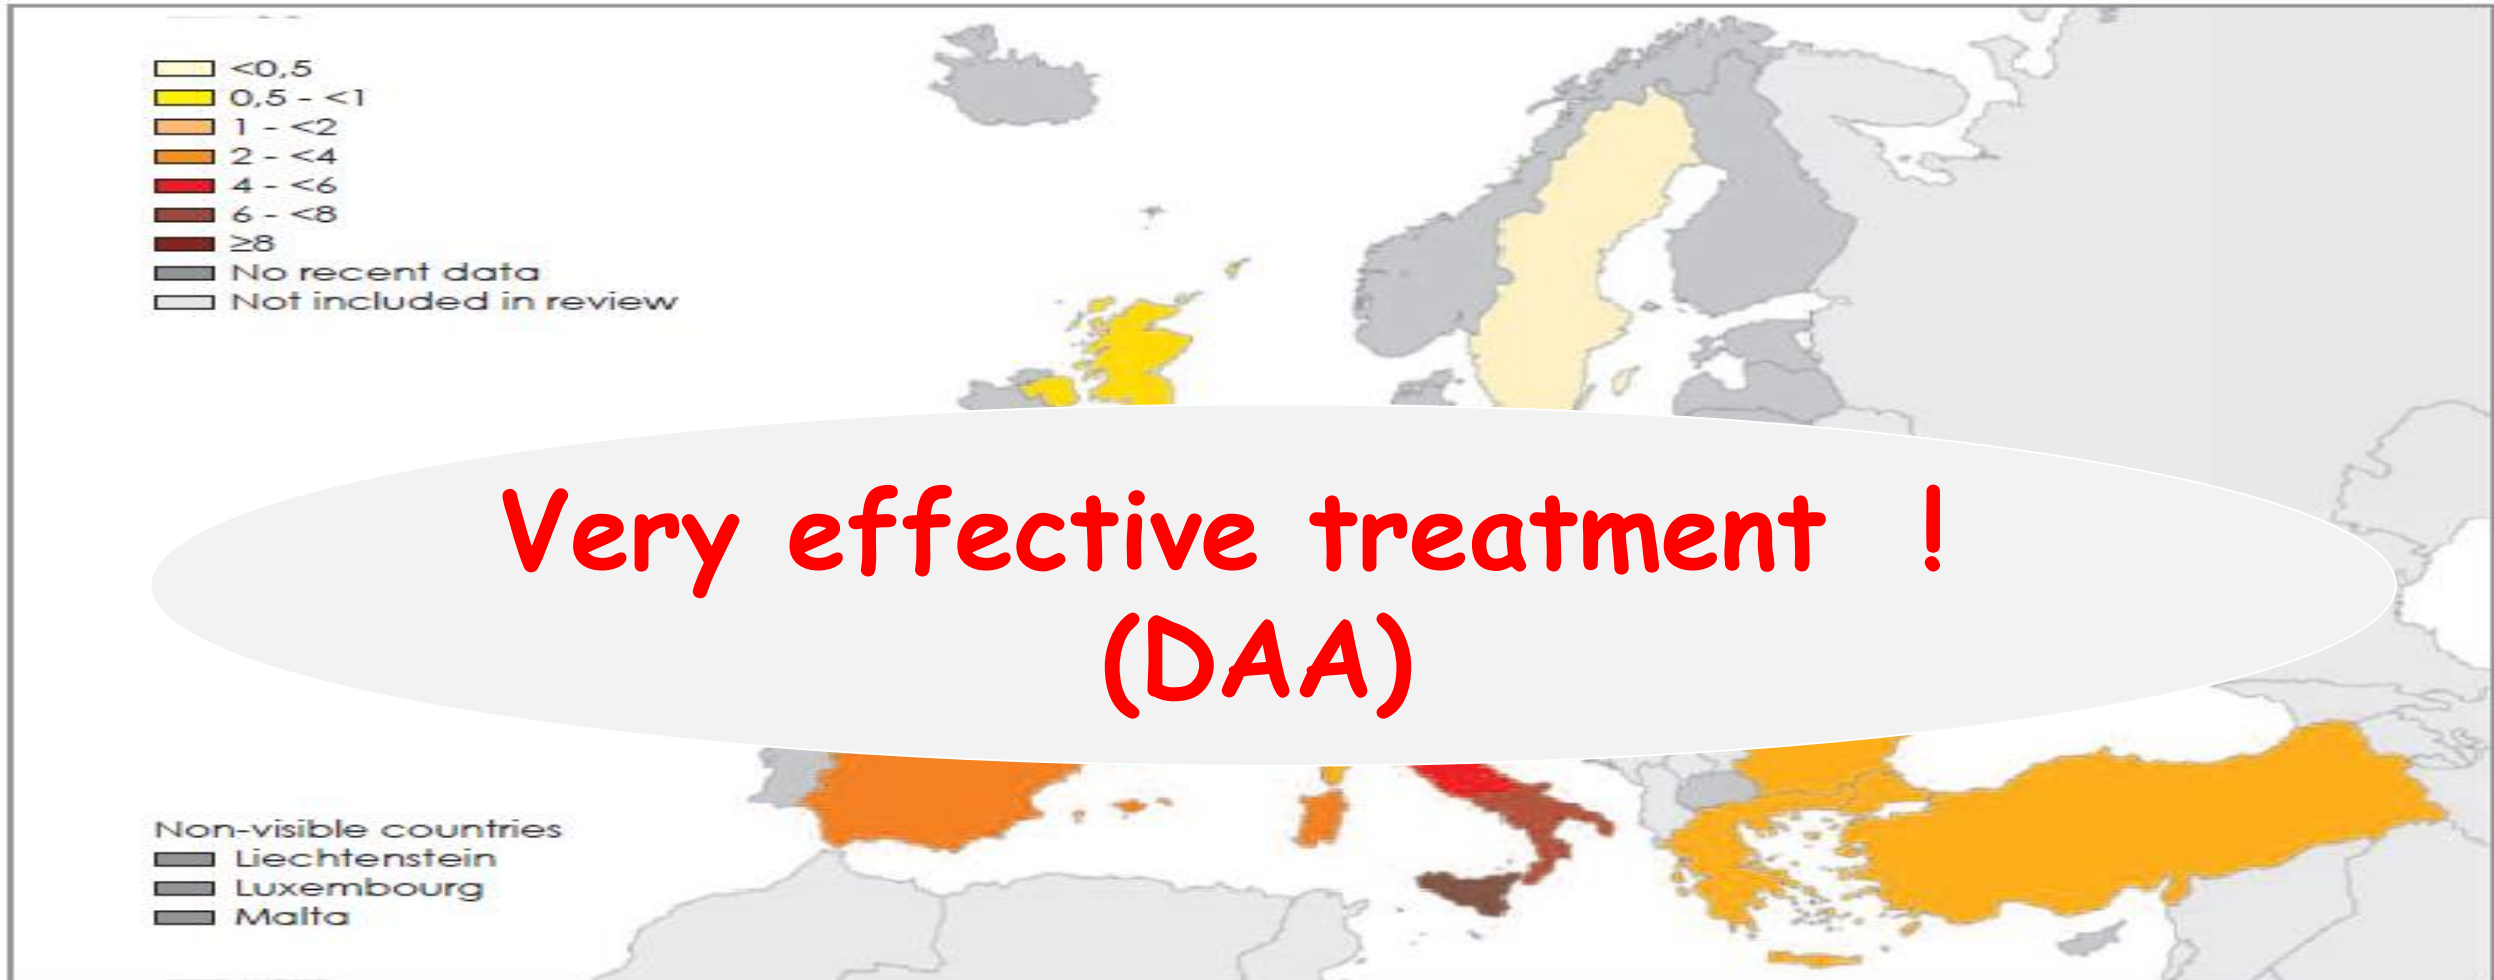 <0,5
0,5 - <1
1 - <2
2 - <4
4 - <6
6 - <8
≥8
No recent data
Not included in review
Very effective treatment !
(DAA)
Non-visible countries
Liechtenstein
Luxembourg
Malta